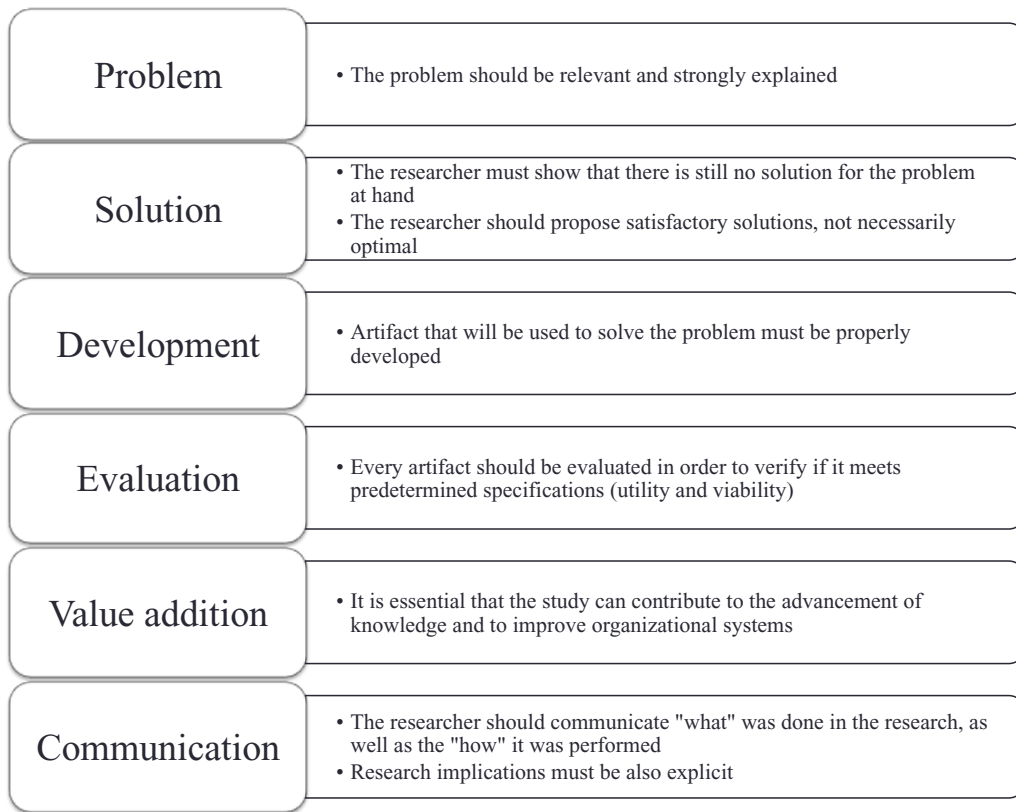 Problem
• The problem should be relevant and strongly explained
Solution
• The researcher must show that there is still no solution for the problem
at hand
• The researcher should propose satisfactory solutions, not necessarily
optimal
Development
• Artifact that will be used to solve the problem must be properly
developed
Evaluation
• Every artifact should be evaluated in order to verify if it meets
predetermined specifications (utility and viability)
Value addition
• It is essential that the study can contribute to the advancement of
knowledge and to improve organizational systems
Communication
• The researcher should communicate "what" was done in the research, as
well as the "how" it was performed
• Research implications must be also explicit